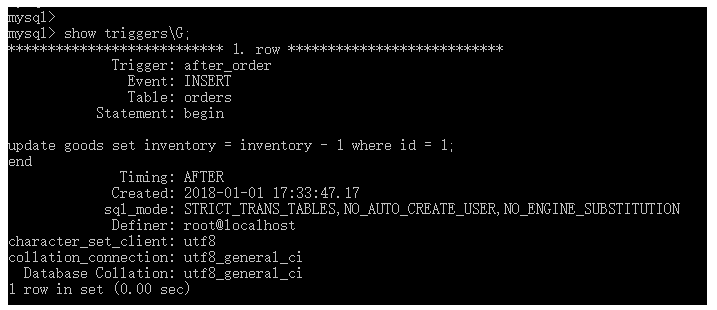 mysql>
mysql> show triggers\G;
*************************** 1. row ***************************
Trigger: after_order
Event: INSERT
Table: orders
Statement: begin
update goods set inventory = inventory - 1 where id = 1;
end
Timing: AFTER
Created: 2018-01-01 17:33:47.17
sql_mode: STRICT_TRANS_TABLES,NO_AUTO_CREATE_USER,NO_ENGINE_SUBSTITUTION
Definer: root@localhost
character_set_client: utf8
collation_connection: utf8_general_ci
Database Collation: utf8_general_ci
1 row in set (0.00 sec)